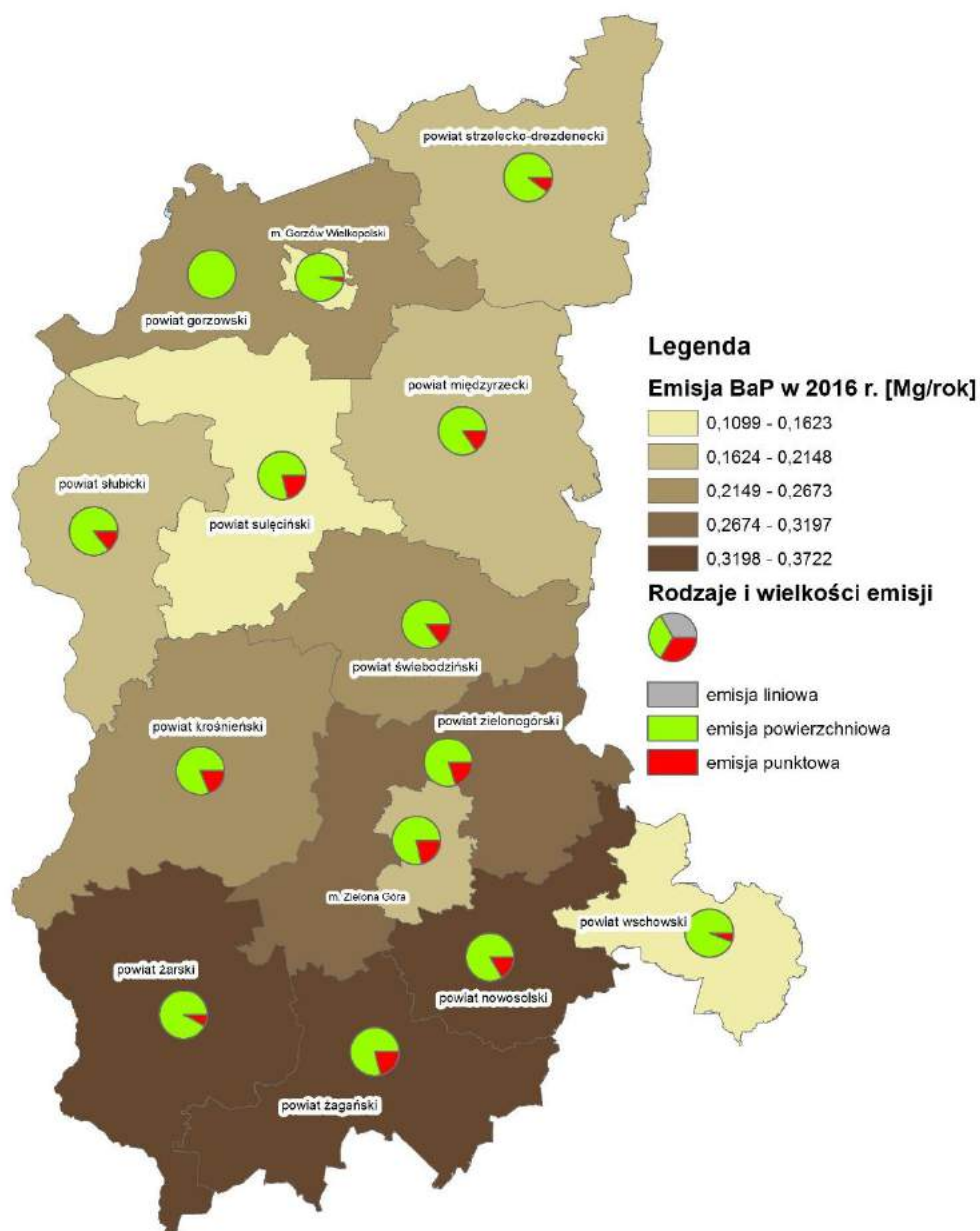 powiat strzelecko-drezdenecki
m. Gorzów Wielkopolski
powiat gorzowski
powiat międzyrzecki
powiat słubicki
powiat sulęciński
powiat świebodziński
powiat krośnieński
powiat zielonogórski
m. Zielona Góra
powiat wschowski
powiat żarski
powiat nowosolski
powiat żagański
Legenda
Emisja BaP w 2016 r. [Mg/rok]
0,1099 - 0,1623
0,1624 - 0,2148
0,2149 - 0,2673
0,2674 - 0,3197
0,3198 - 0,3722
Rodzaje i wielkości emisji
emisja liniowa
emisja powierzchniowa
emisja punktowa